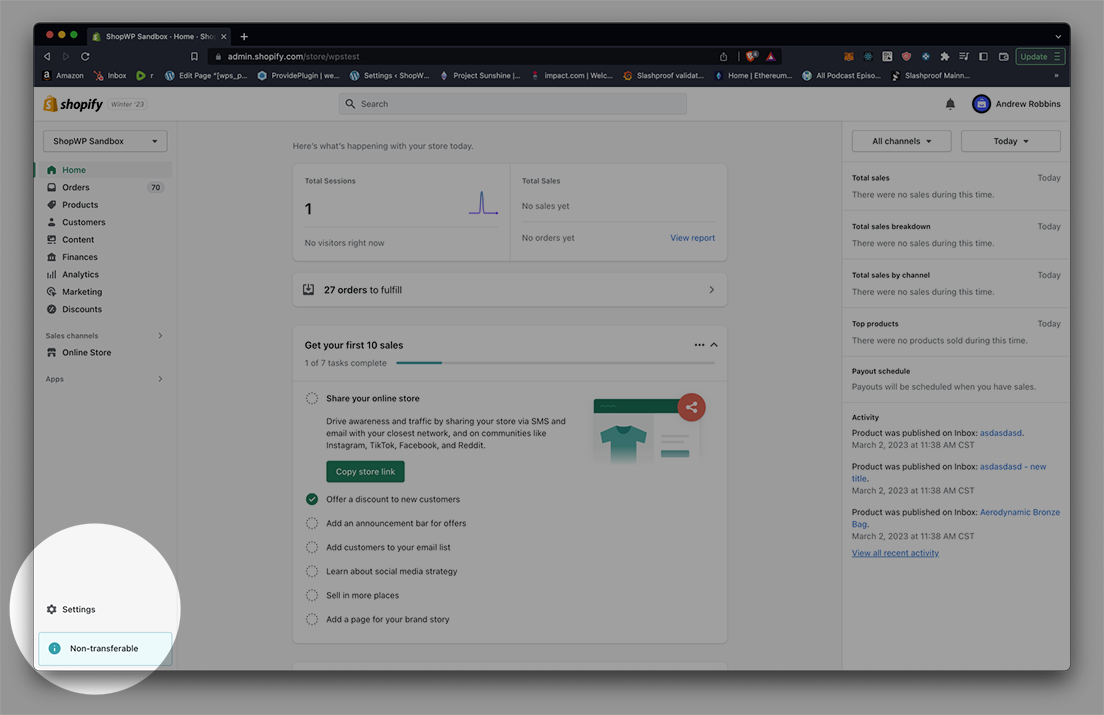 ShopWP Sandbox · Home · Sho
admin.shopify.com/store/wpstest
Update
Amazon
Inbox
r
Edit Page "[wps_p...
ProvidePlugin | we...
Settings ‹ ShopW...
Project Sunshine |...
impact.com | Welc...
Slashproof validat...
Home | Ethereum...
All Podcast Episo...
Slashproof Mainn...
»
shopify
Winter '23
Search
Andrew Robbins
ShopWP Sandbox
Home
Orders
70
Products
Customers
Content
Finances
Analytics
Marketing
Discounts
Sales channels
Online Store
Apps
Settings
Non-transferable
Here's what's happening with your store today.
Total Sessions
1
No visitors right now
Total Sales
No sales yet
No orders yet
View report
27 orders to fulfill
Get your first 10 sales
1 of 7 tasks complete
Share your online store
Drive awareness and traffic by sharing your store via SMS and
email with your closest network, and on communities like
Instagram, TikTok, Facebook, and Reddit.
Copy store link
Offer a discount to new customers
Add an announcement bar for offers
Add customers to your email list
Learn about social media strategy
Sell in more places
Add a page for your brand story
All channels
Today
Total sales
Today
There were no sales during this time.
Total sales breakdown
Today
There were no sales during this time.
Total sales by channel
Today
There were no sales during this time.
Top products
Today
There were no products sold during this time.
Payout schedule
Payouts will be scheduled when you have sales.
Activity
Product was published on Inbox: asdasdasd.
March 2, 2023 at 11:38 AM CST
Product was published on Inbox: asdasdasd - new
title.
March 2, 2023 at 11:38 AM CST
Product was published on Inbox: Aerodynamic Bronze
Bag.
March 2, 2023 at 11:38 AM CST
View all recent activity